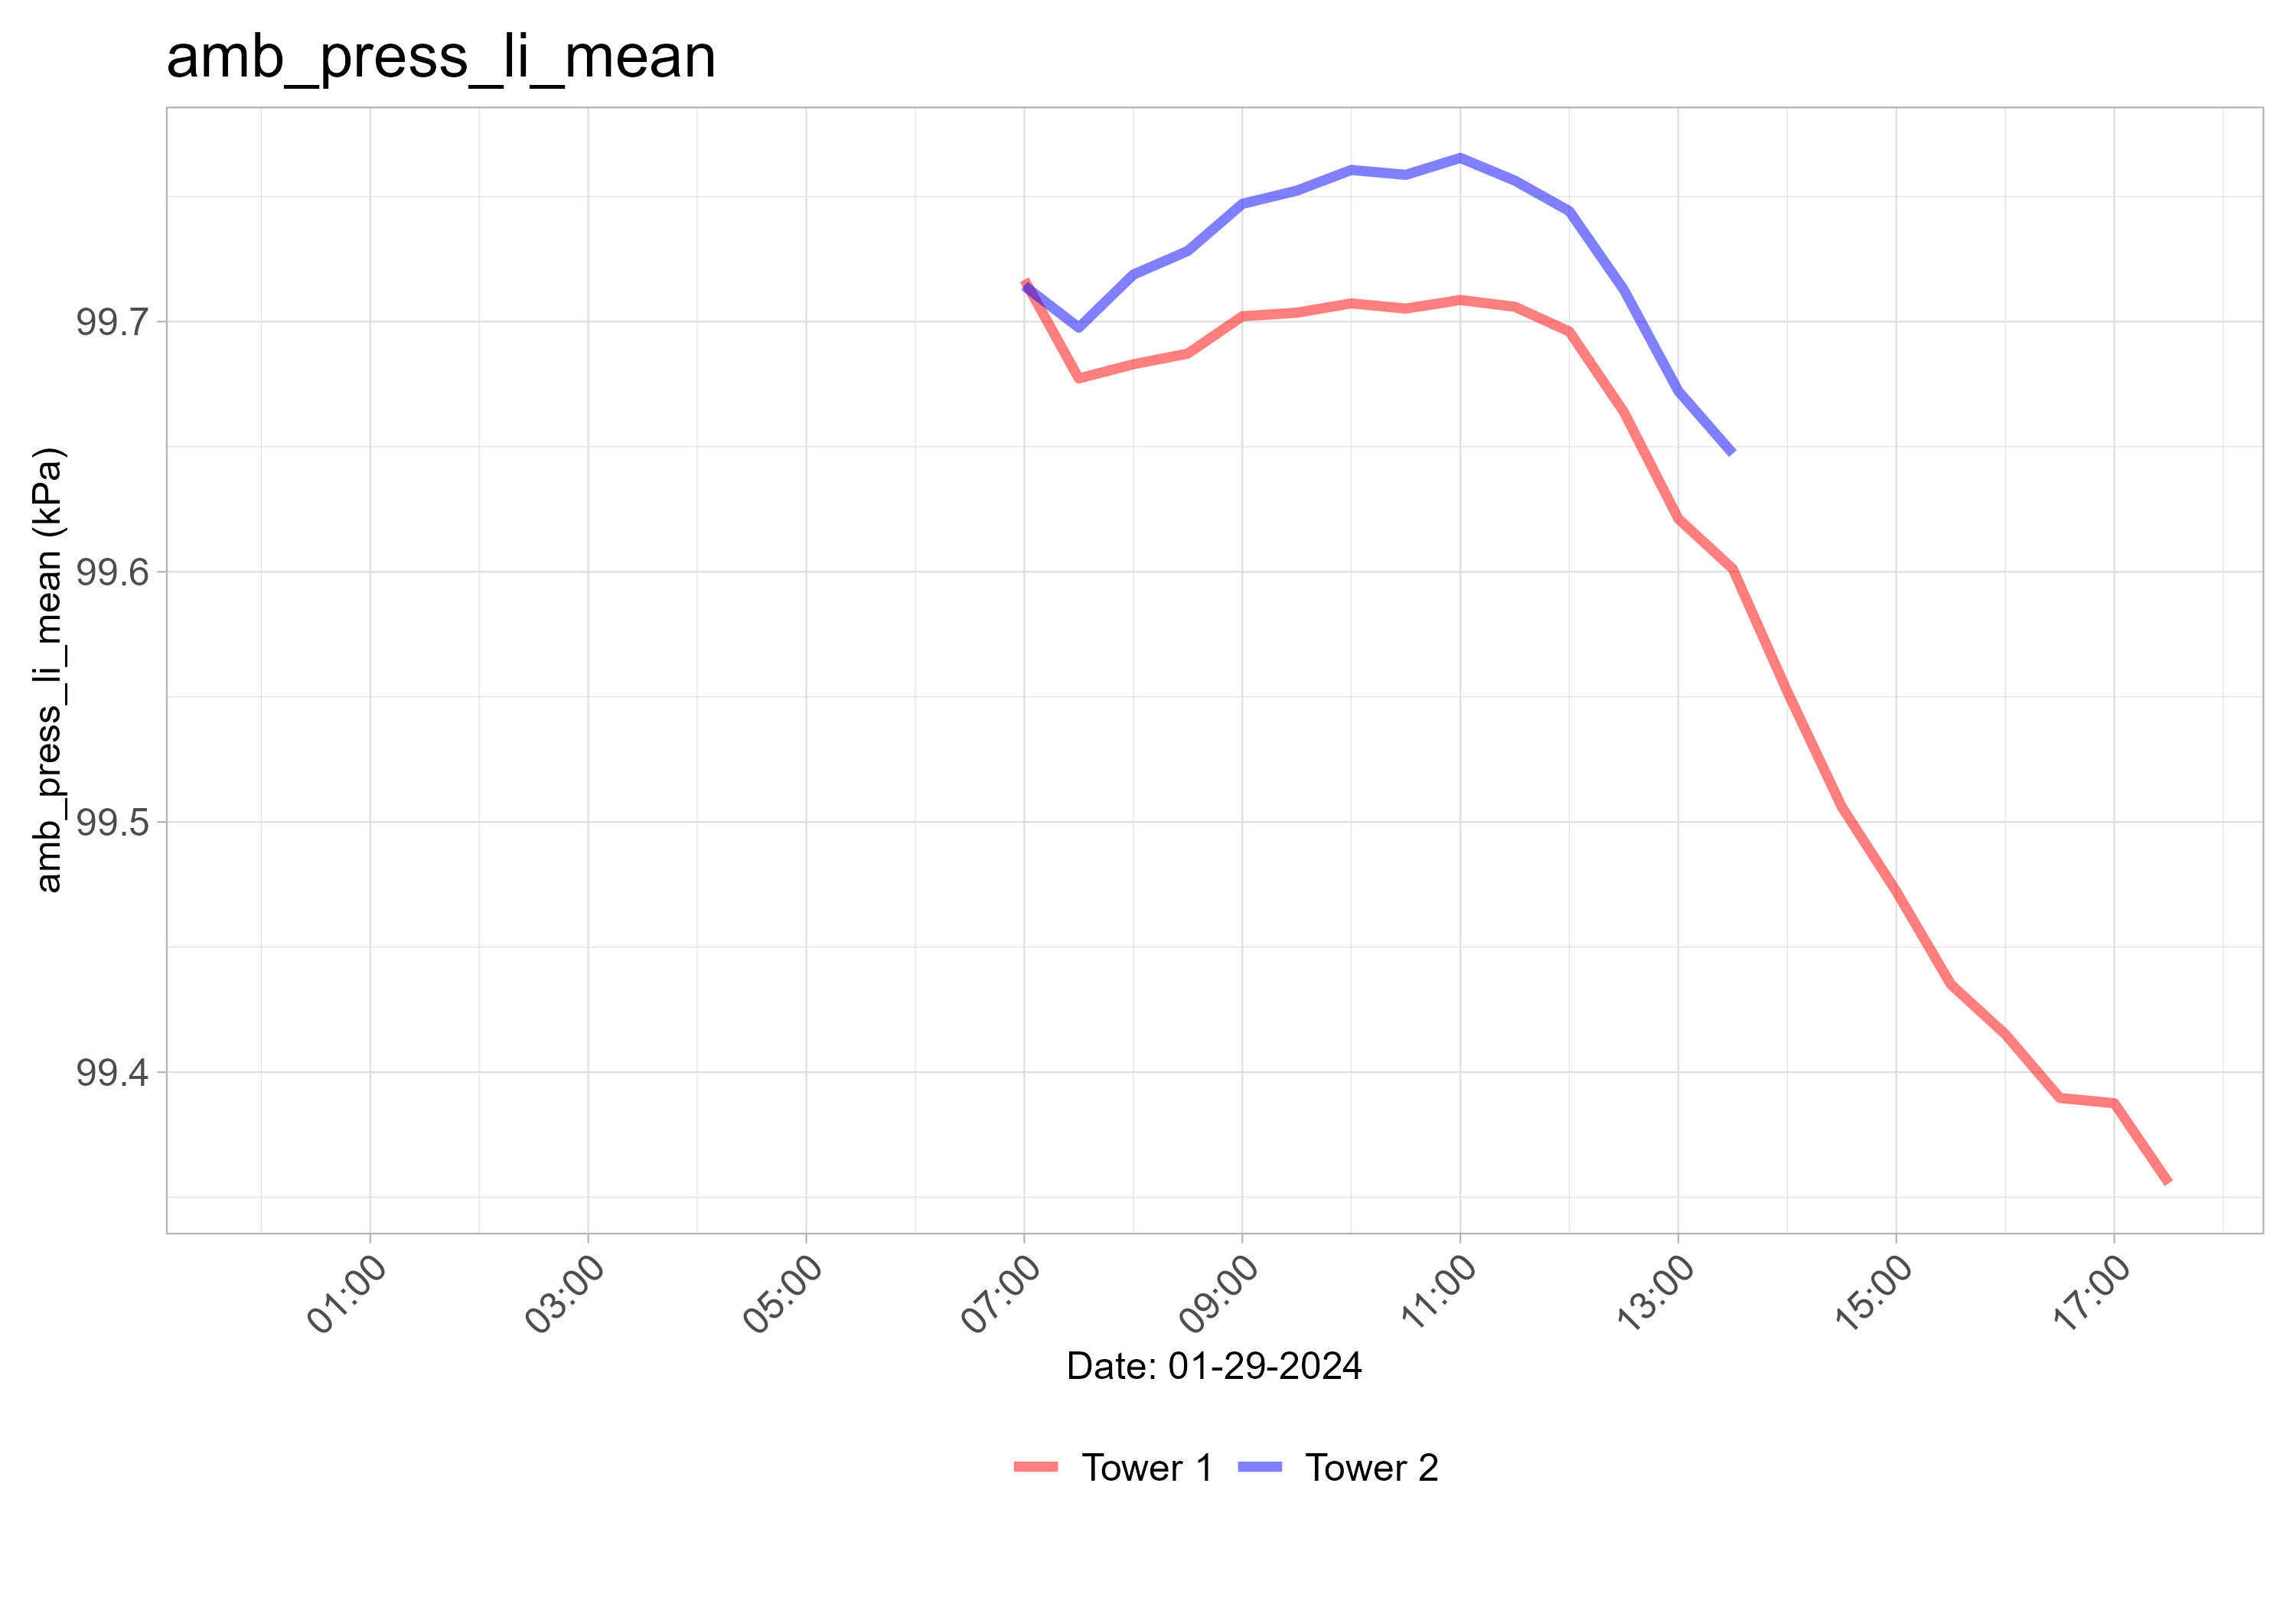 amb_press_li_mean
amb_press_li_mean (kPa)
99.7
99.6
99.5
99.4
01:00
03:00
05:00
07:00
09:00
11:00
13:00
15:00
17:00
Date: 01-29-2024
Tower 1
Tower 2